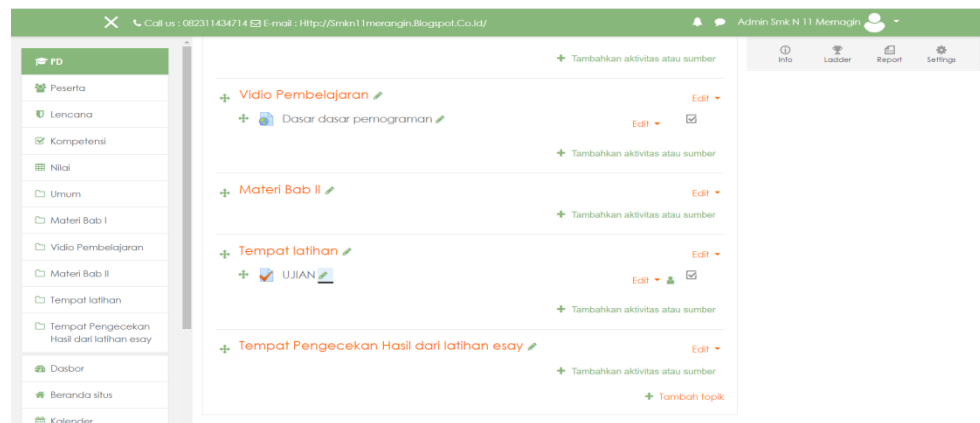 Call us : 082311434714 E-mail : Http://Smkn11merangin.Blogspot.Co.Id/
Admin Smk N 11 Mernagin
PD
Peserta
Lencana
Kompetensi
Nilai
Umum
Materi Bab I
Vidio Pembelajaran
Materi Bab II
Tempat latihan
Tempat Pengecekan
Hasil dari latihan esay
Dasbor
Beranda situs
Kalender
Tambahkan aktivitas atau sumber
Vidio Pembelajaran
Edit
Dasar dasar pemograman
Edit
Tambahkan aktivitas atau sumber
Materi Bab II
Edit
Tambahkan aktivitas atau sumber
Tempat latihan
Edit
UJIAN
Edit
Tambahkan aktivitas atau sumber
Tempat Pengecekan Hasil dari latihan esay
Edit
Tambahkan aktivitas atau sumber
Tambah topik
Info
Ladder
Report
Settings